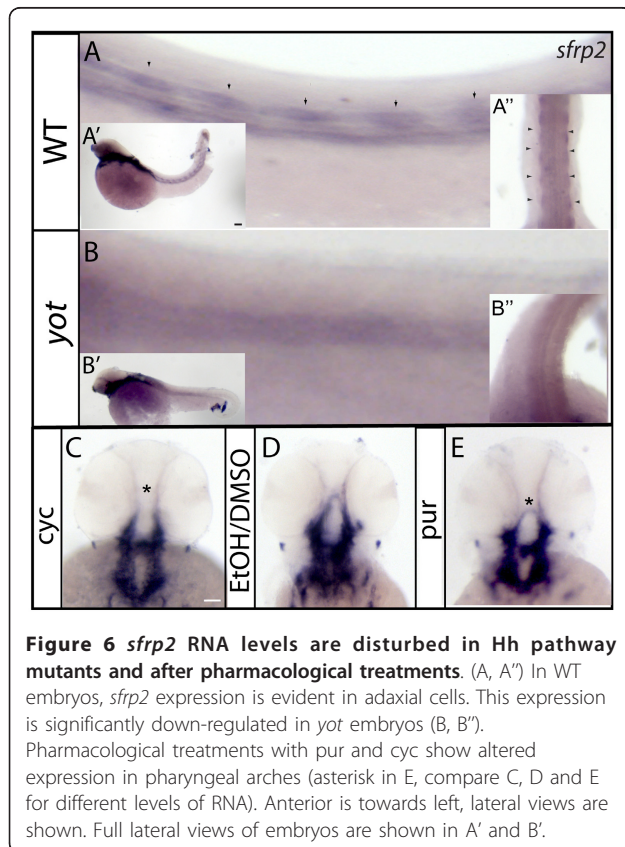 A
sfrp2
WT
A'
A''
B
yot
B'
B''
C
D
E
cyc
EtOH/DMSO
pur
*
*
Figure 6 sfrp2 RNA levels are disturbed in Hh pathway
mutants and after pharmacological treatments. (A, A'') In WT
embryos, sfrp2 expression is evident in adaxial cells. This expression
is significantly down-regulated in yot embryos (B, B'').
Pharmacological treatments with pur and cyc show altered
expression in pharyngeal arches (asterisk in E, compare C, D and E
for different levels of RNA). Anterior is towards left, lateral views are
shown. Full lateral views of embryos are shown in A' and B'.